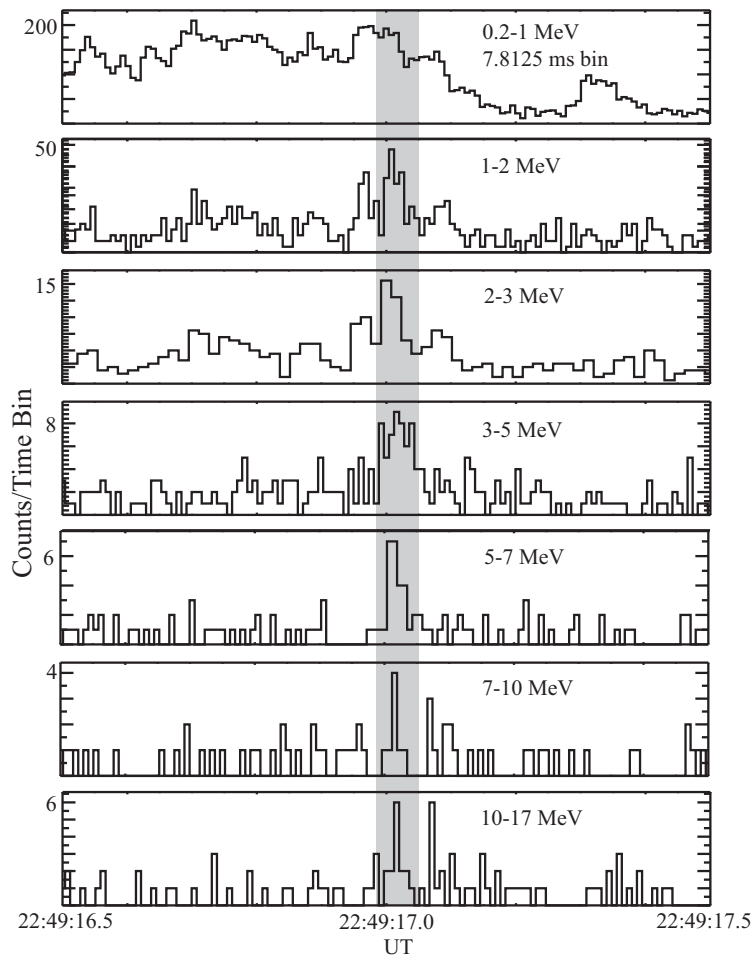 200
0.2-1 MeV
7.8125 ms bin
50
1-2 MeV
15
2-3 MeV
Counts/Time Bin
8
3-5 MeV
6
5-7 MeV
4
7-10 MeV
6
10-17 MeV
22:49:16.5 22:49:17.0 22:49:17.5
UT